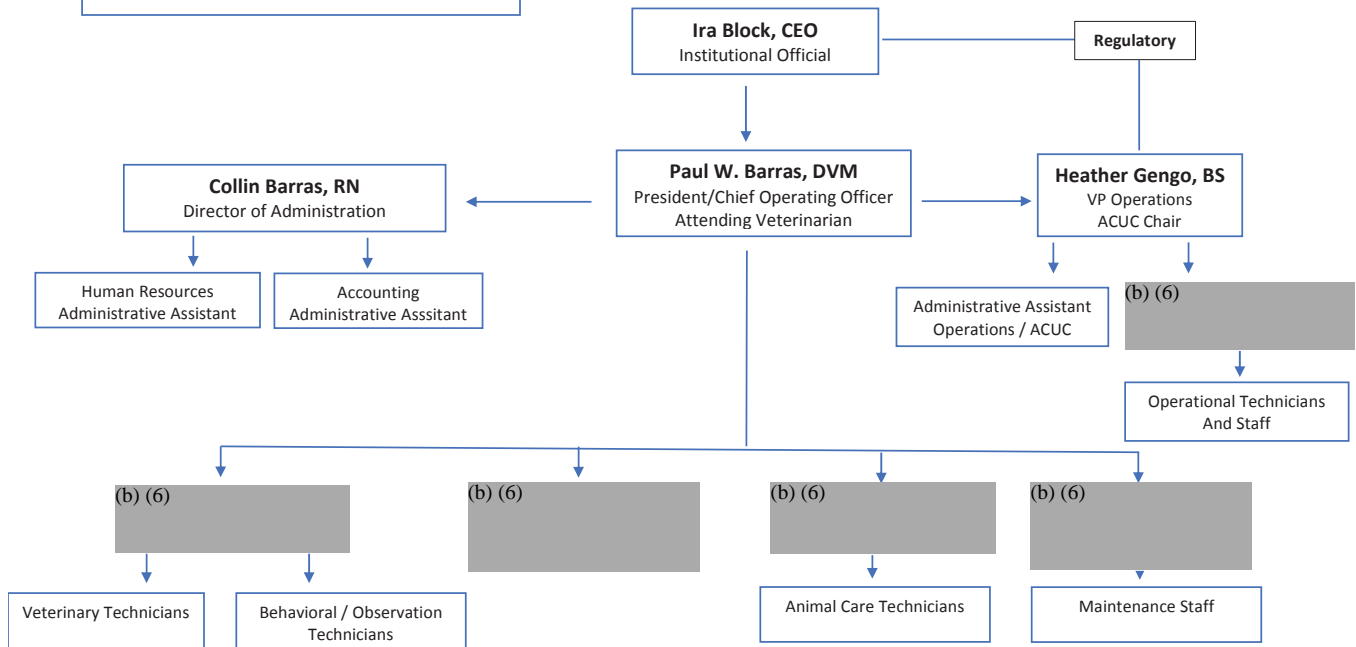 Ira Block, CEO
Institutional Official
Regulatory
Collin Barras, RN
Director of Administration
Paul W. Barras, DVM
President/Chief Operating Officer
Attending Veterinarian
Heather Gengo, BS
VP Operations
ACUC Chair
Human Resources
Administrative Assistant
Accounting
Administrative Asssitant
Administrative Assistant
Operations / ACUC
(b) (6)
Operational Technicians
And Staff
(b) (6)
(b) (6)
(b) (6)
(b) (6)
Veterinary Technicians
Behavioral / Observation
Technicians
Animal Care Technicians
Maintenance Staff